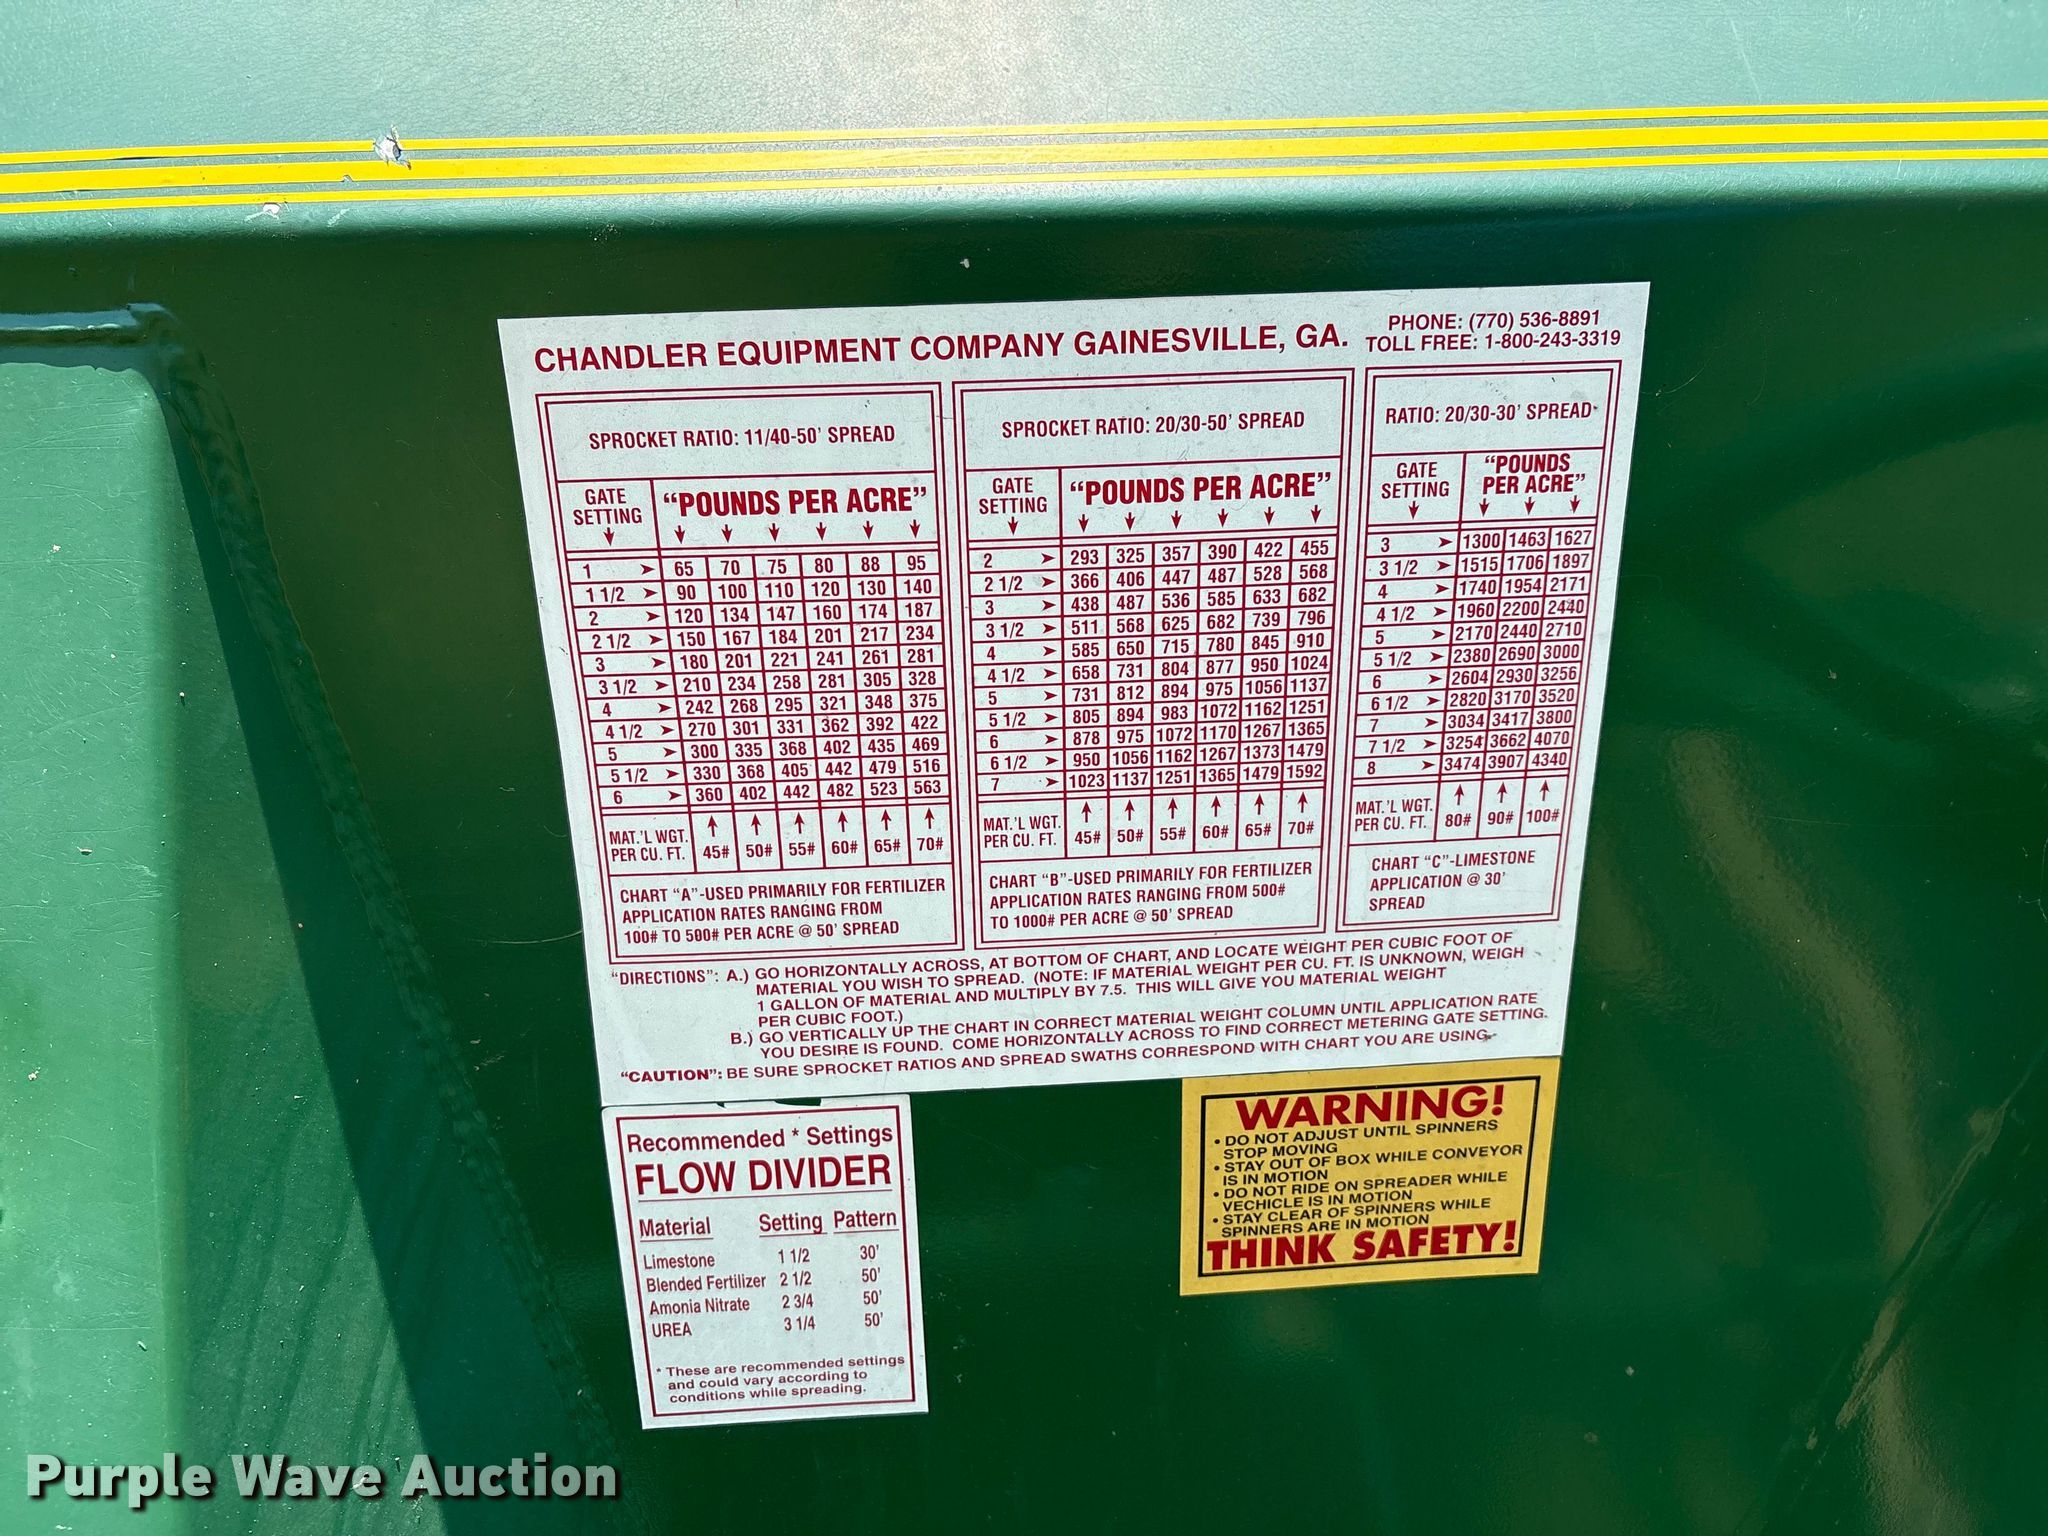 CHANDLER EQUIPMENT COMPANY GAINESVILLE, GA.
PHONE: (770) 536-8891
TOLL FREE: 1-800-243-3319
SPROCKET RATIO: 11/40-50' SPREAD
GATE SETTING "POUNDS PER ACRE"
1 65 70 75 80 88 95
1 1/2 90 100 110 120 130 140
2 120 134 147 160 174 187
2 1/2 150 167 184 201 217 234
3 180 201 221 241 261 281
3 1/2 210 234 258 281 305 328
4 242 268 295 321 348 375
4 1/2 270 301 331 362 392 422
5 300 335 368 402 435 469
5 1/2 330 368 405 442 479 516
6 360 402 442 482 523 563
MAT.'L WGT. PER CU. FT. 45# 50# 55# 60# 65# 70#
CHART "A"-USED PRIMARILY FOR FERTILIZER
APPLICATION RATES RANGING FROM
100# TO 500# PER ACRE @ 50' SPREAD
SPROCKET RATIO: 20/30-50' SPREAD
GATE SETTING "POUNDS PER ACRE"
2 293 325 357 390 422 455
2 1/2 366 406 447 487 528 568
3 438 487 536 585 633 682
3 1/2 511 568 625 682 739 796
4 585 650 715 780 845 910
4 1/2 658 731 804 877 950 1024
5 731 812 894 975 1056 1137
5 1/2 805 894 983 1072 1162 1251
6 878 975 1072 1170 1267 1365
6 1/2 950 1056 1162 1267 1373 1479
7 1023 1137 1251 1365 1479 1592
MAT.'L WGT. PER CU. FT. 45# 50# 55# 60# 65# 70#
CHART "B"-USED PRIMARILY FOR FERTILIZER
APPLICATION RATES RANGING FROM 500#
TO 1000# PER ACRE @ 50' SPREAD
RATIO: 20/30-30' SPREAD
GATE SETTING "POUNDS PER ACRE"
3 1300 1463 1627
3 1/2 1515 1706 1897
4 1740 1954 2171
4 1/2 1960 2200 2440
5 2170 2440 2710
5 1/2 2380 2690 3000
6 2604 2930 3256
6 1/2 2820 3170 3520
7 3034 3417 3800
7 1/2 3254 3662 4070
8 3474 3907 4340
MAT.'L WGT. PER CU. FT. 80# 90# 100#
CHART "C"-LIMESTONE
APPLICATION @ 30'
SPREAD
"DIRECTIONS": A.) GO HORIZONTALLY ACROSS, AT BOTTOM OF CHART, AND LOCATE WEIGHT PER CUBIC FOOT OF
MATERIAL YOU WISH TO SPREAD. (NOTE: IF MATERIAL WEIGHT PER CU. FT. IS UNKNOWN, WEIGH
1 GALLON OF MATERIAL AND MULTIPLY BY 7.5. THIS WILL GIVE YOU MATERIAL WEIGHT
PER CUBIC FOOT.)
B.) GO VERTICALLY UP THE CHART IN CORRECT MATERIAL WEIGHT COLUMN UNTIL APPLICATION RATE
YOU DESIRE IS FOUND. COME HORIZONTALLY ACROSS TO FIND CORRECT METERING GATE SETTING.
"CAUTION": BE SURE SPROCKET RATIOS AND SPREAD SWATHS CORRESPOND WITH CHART YOU ARE USING.
Recommended * Settings
FLOW DIVIDER
Material Setting Pattern
Limestone 1 1/2 30'
Blended Fertilizer 2 1/2 50'
Amonia Nitrate 2 3/4 50'
UREA 3 1/4 50'
* These are recommended settings
and could vary according to
conditions while spreading.
WARNING!
• DO NOT ADJUST UNTIL SPINNERS
STOP MOVING
• STAY OUT OF BOX WHILE CONVEYOR
IS IN MOTION
• DO NOT RIDE ON SPREADER WHILE
VECHICLE IS IN MOTION
• STAY CLEAR OF SPINNERS WHILE
SPINNERS ARE IN MOTION
THINK SAFETY!
Purple Wave Auction